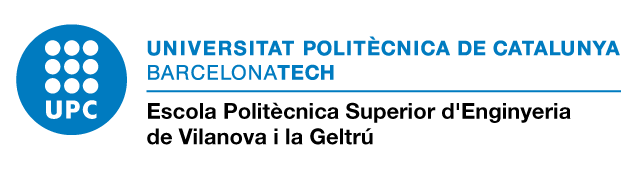 UPC
UNIVERSITAT POLITÈCNICA DE CATALUNYA
BARCELONATECH
Escola Politècnica Superior d'Enginyeria
de Vilanova i la Geltrú